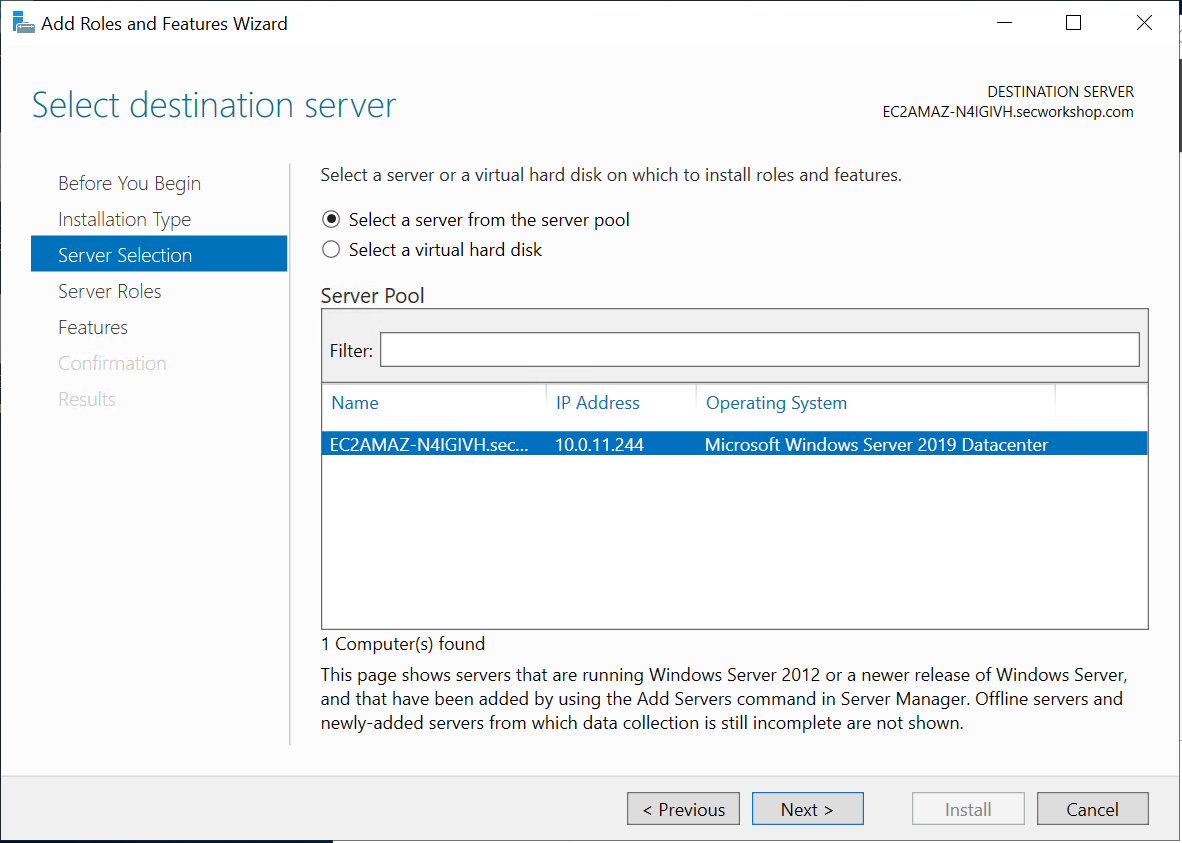 Add Roles and Features Wizard
Select destination server
DESTINATION SERVER
EC2AMAZ-N4IGIVH.secworkshop.com
Before You Begin
Installation Type
Server Selection
Server Roles
Features
Confirmation
Results
Select a server or a virtual hard disk on which to install roles and features.
Select a server from the server pool
Select a virtual hard disk
Server Pool
Filter:
Name IP Address Operating System
EC2AMAZ-N4IGIVH.sec... 10.0.11.244 Microsoft Windows Server 2019 Datacenter
1 Computer(s) found
This page shows servers that are running Windows Server 2012 or a newer release of Windows Server,
and that have been added by using the Add Servers command in Server Manager. Offline servers and
newly-added servers from which data collection is still incomplete are not shown.
< Previous Next > Install Cancel